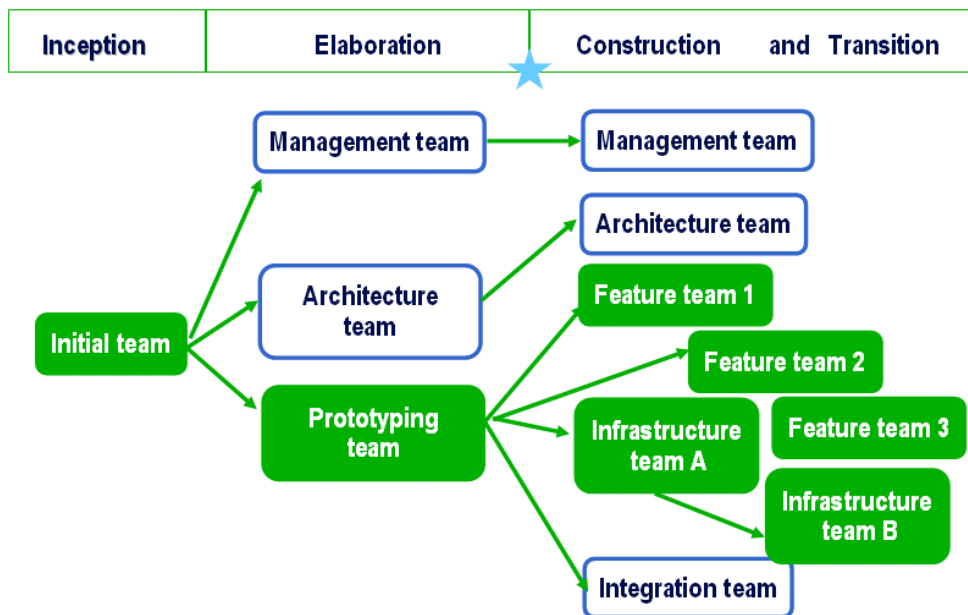 Inception Elaboration Construction and Transition
Management team Management team
Architecture team
Architecture
team
Feature team 1
Initial team
Feature team 2
Prototyping
team
Infrastructure
team A
Feature team 3
Infrastructure
team B
Integration team